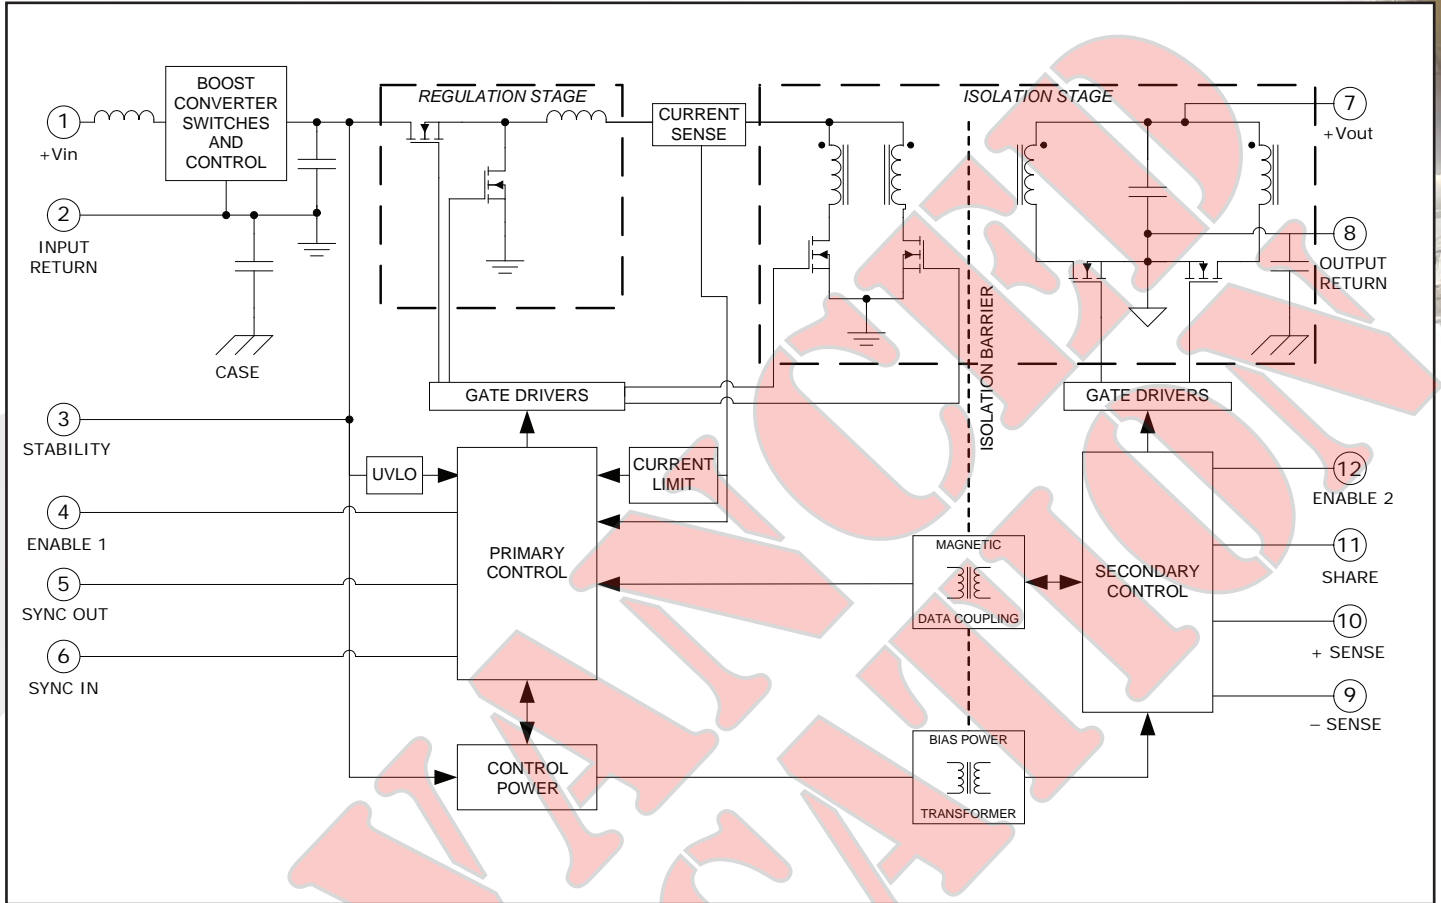 BOOST
CONVERTER
SWITCHES
AND
CONTROL
REGULATION STAGE
CURRENT
SENSE
ISOLATION STAGE
1
+Vin
7
+Vout
2
INPUT
RETURN
8
OUTPUT
RETURN
CASE
ISOLATION BARRIER
GATE DRIVERS
GATE DRIVERS
3
STABILITY
UVLO
CURRENT
LIMIT
12
ENABLE 2
4
ENABLE 1
PRIMARY
CONTROL
MAGNETIC
DATA COUPLING
SECONDARY
CONTROL
11
SHARE
5
SYNC OUT
10
+ SENSE
6
SYNC IN
9
– SENSE
CONTROL
POWER
BIAS POWER
TRANSFORMER